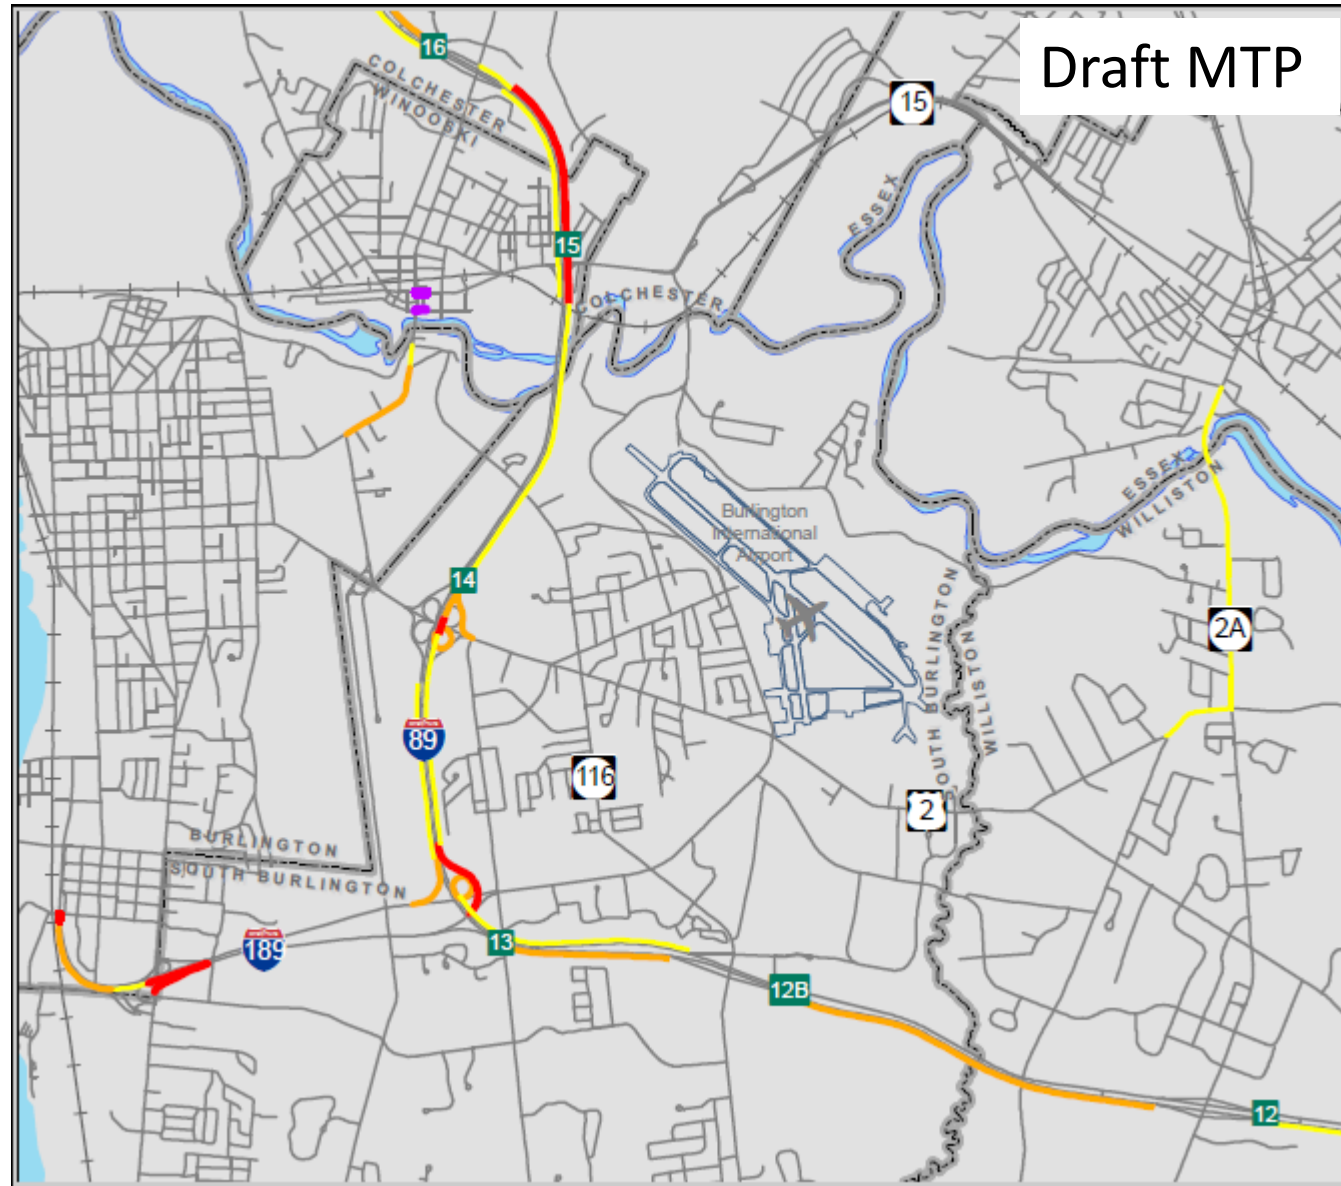 Draft MTP
16
COLCHESTER
WINOOSKI
15
ESSEX
15
COLCHESTER
ESSEX
WILLISTON
Burlington
International
Airport
14
SOUTH BURLINGTON
WILLISTON
2A
89
116
2
BURLINGTON
SOUTH BURLINGTON
189
13
12B
12